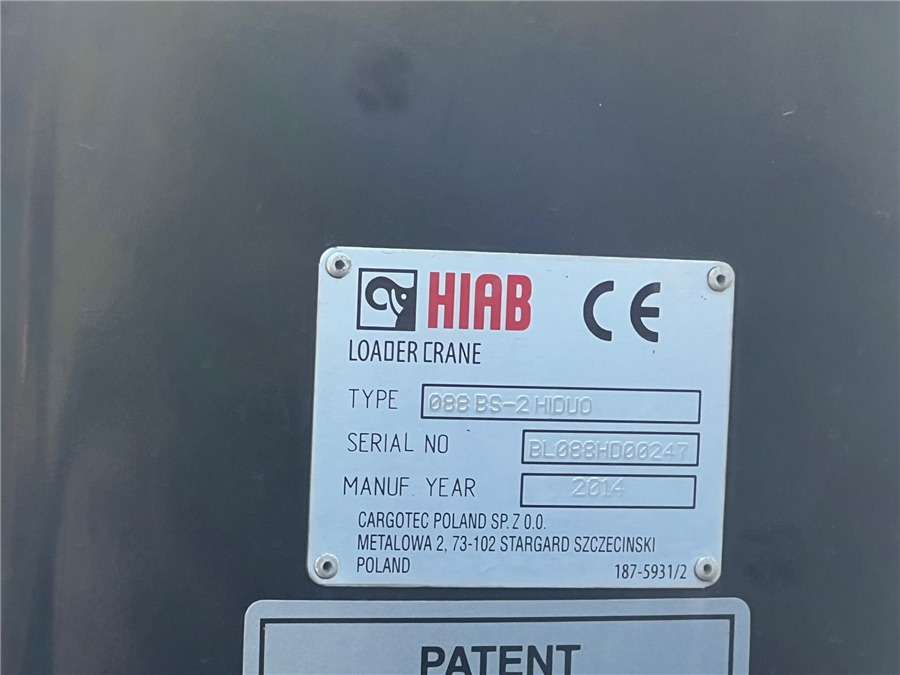 HIAB CE
LOADER CRANE
TYPE 088 BS-2 HIDUO
SERIAL NO BL088HD00247
MANUF. YEAR 2014
CARGOTEC POLAND SP. Z O.O.
METALOWA 2, 73-102 STARGARD SZCZECINSKI
POLAND 187-5931/2
PATENT